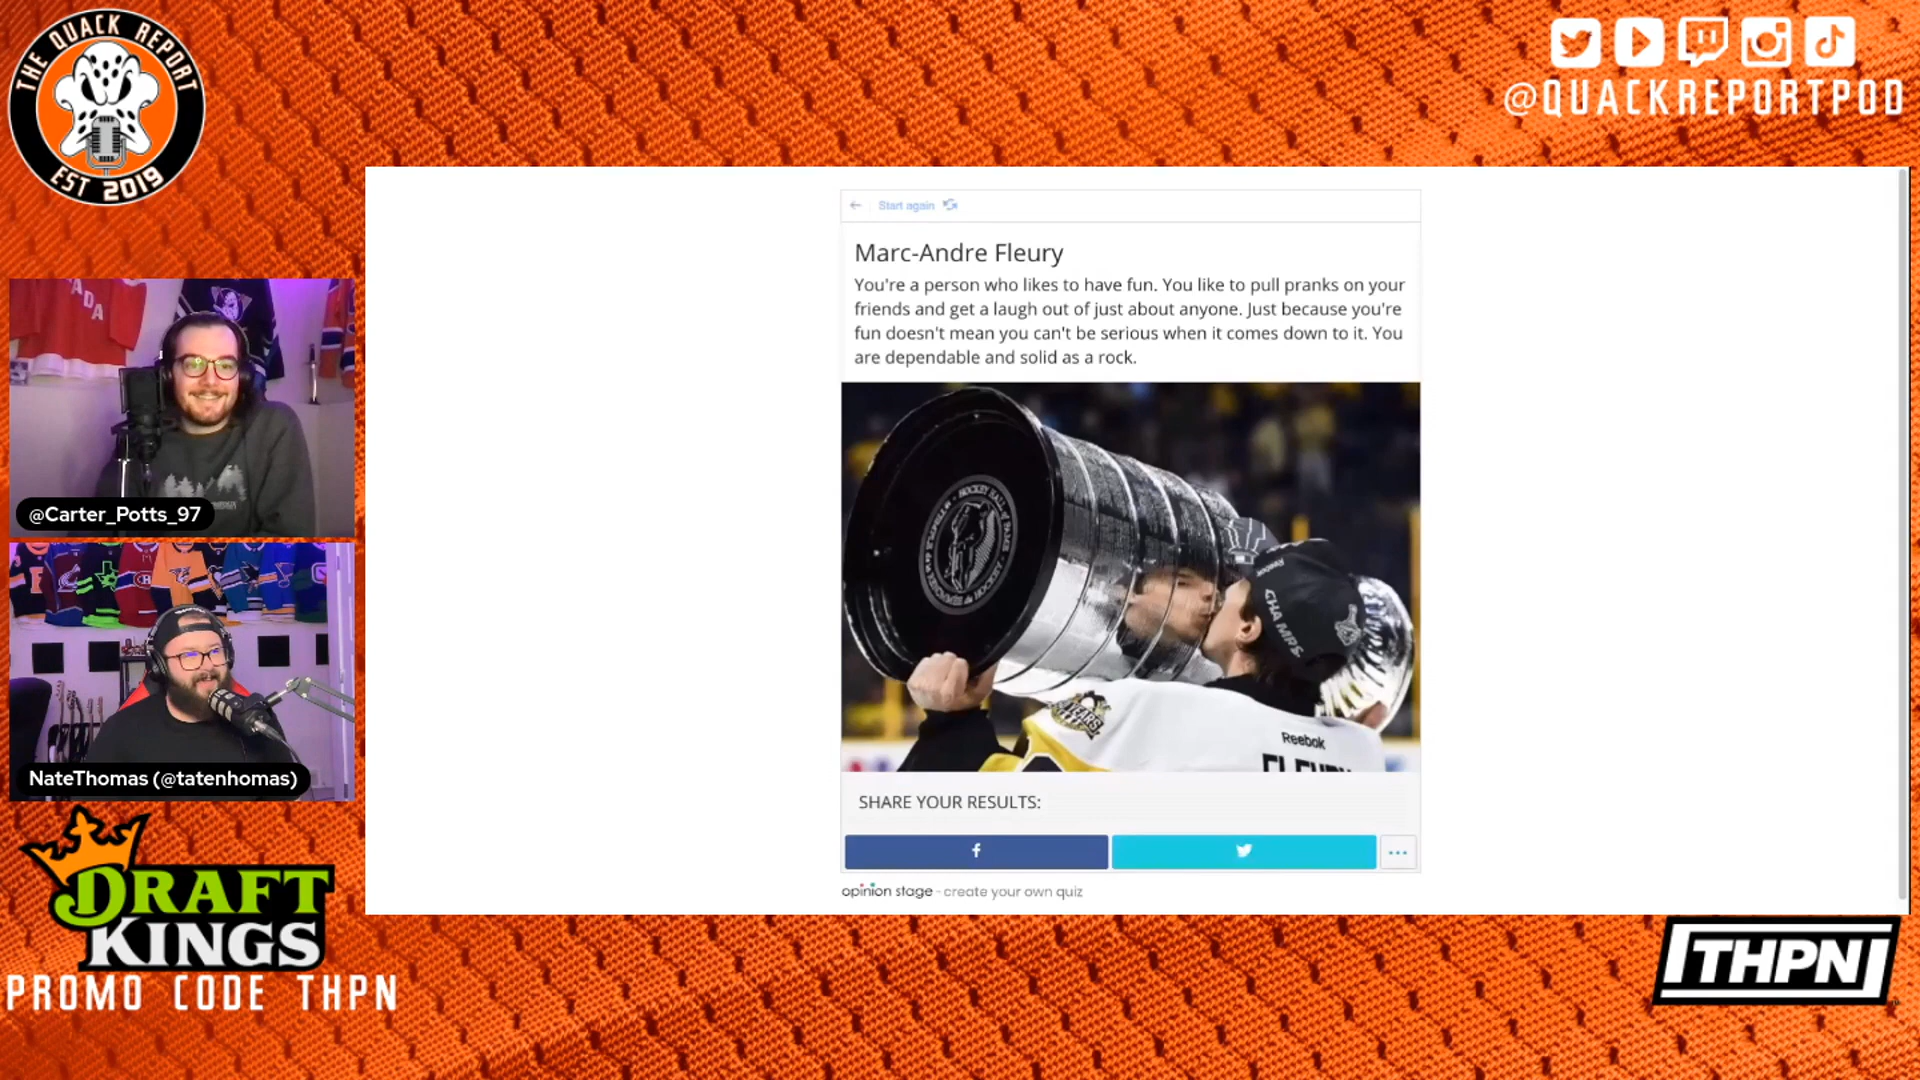 THE QUACK REPORT
EST 2019
@QUACKREPORTPOD
Start again
Marc-Andre Fleury
You're a person who likes to have fun. You like to pull pranks on your
friends and get a laugh out of just about anyone. Just because you're
fun doesn't mean you can't be serious when it comes down to it. You
are dependable and solid as a rock.
ADA
@Carter_Potts_97
NateThomas (@tatenhomas)
Reebok
CHAMPS
YEARS
Reebok
FLEURY
SHARE YOUR RESULTS:
opinion stage - create your own quiz
DRAFT
KINGS
PROMO CODE THPN
THPN